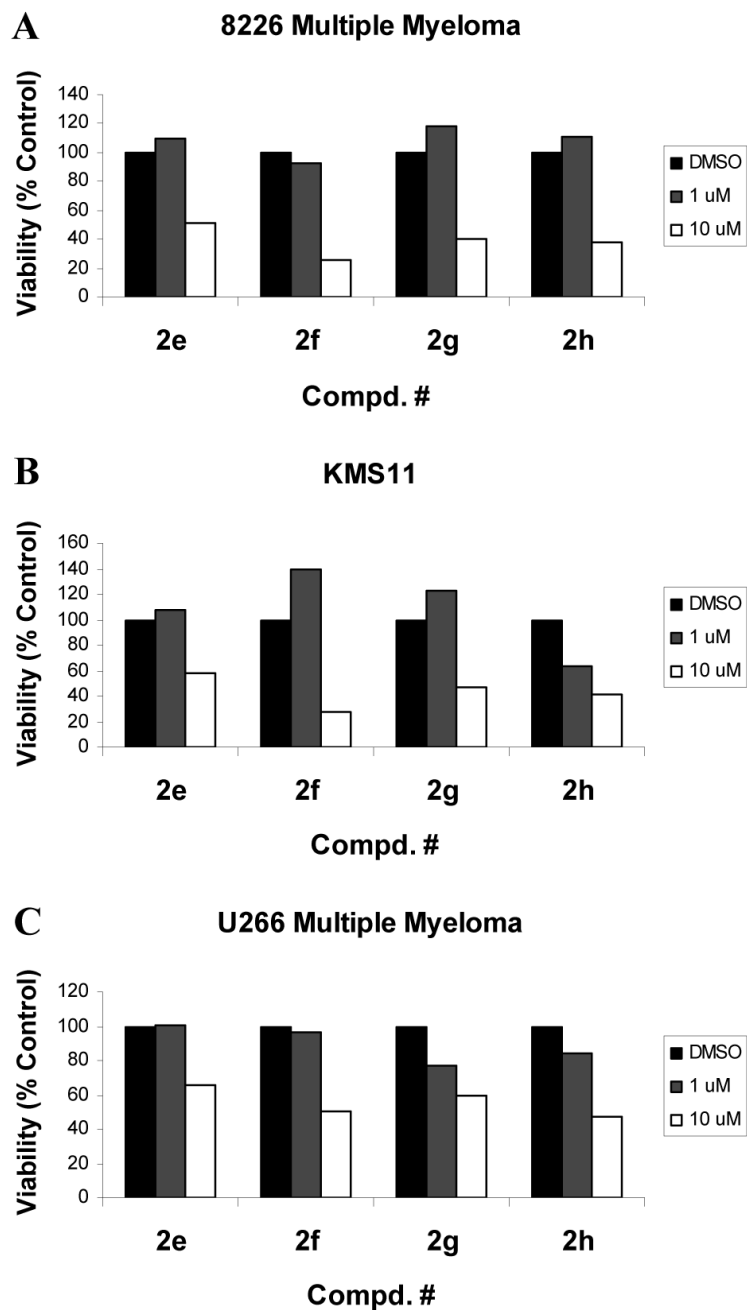 A
8226 Multiple Myeloma
Viability (% Control)
140
120
100
80
60
40
20
0
2e 2f 2g 2h
Compd. #
DMSO
1 uM
10 uM
B
KMS11
Viability (% Control)
160
140
120
100
80
60
40
20
0
2e 2f 2g 2h
Compd. #
DMSO
1 uM
10 uM
C
U266 Multiple Myeloma
Viability (% Control)
120
100
80
60
40
20
0
2e 2f 2g 2h
Compd. #
DMSO
1 uM
10 uM